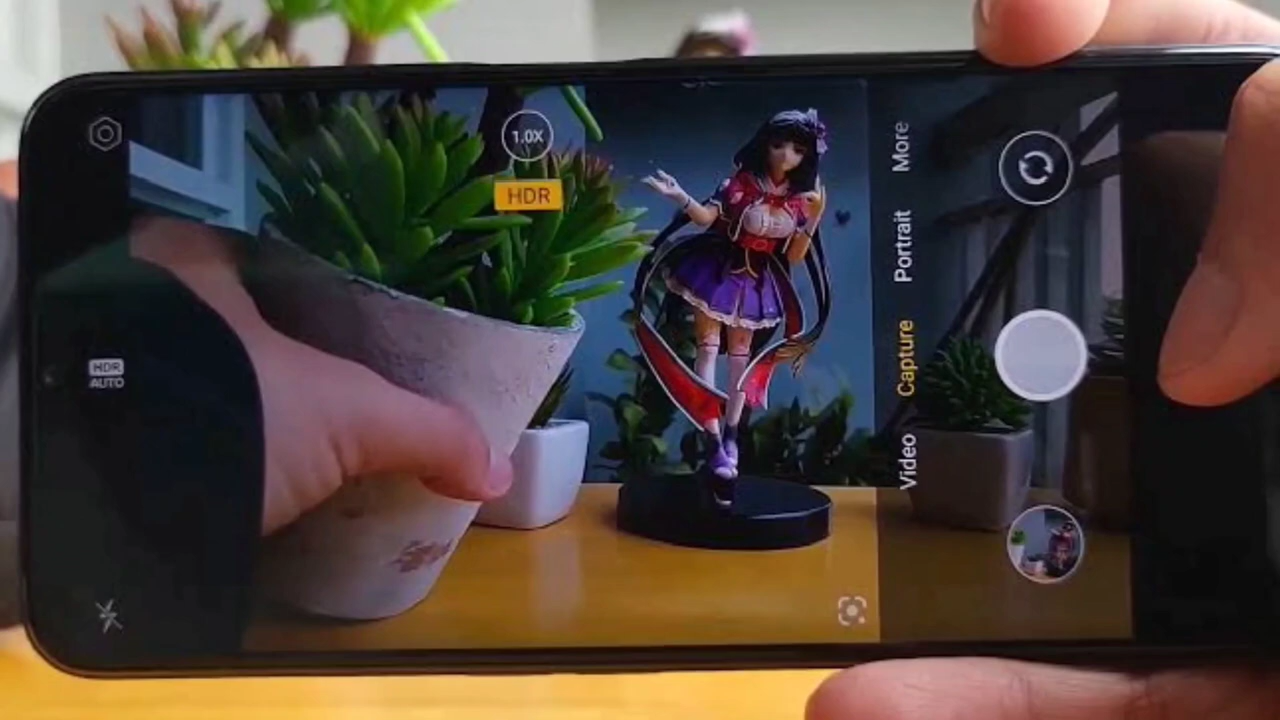 1.0X
HDR
HDR
AUTO
More
Portrait
Capture
Video